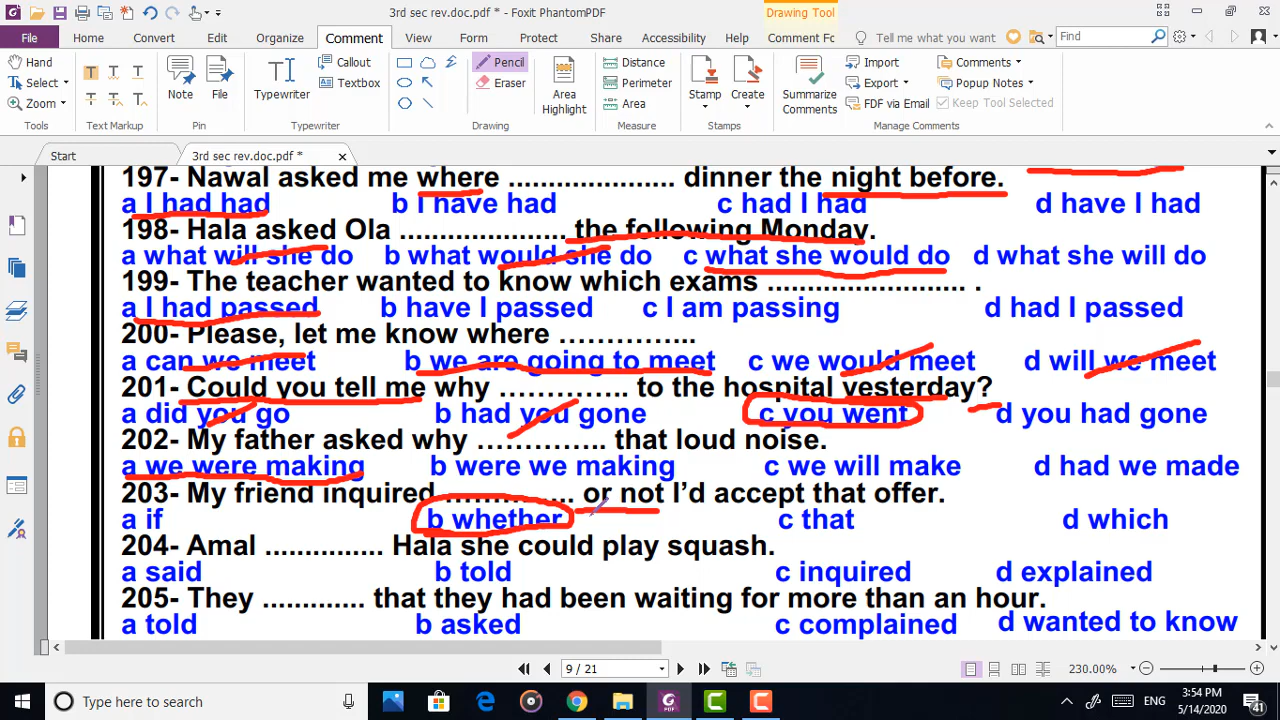 3rd sec rev.doc.pdf * - Foxit PhantomPDF
Drawing Tool
File Home Convert Edit Organize Comment View Form Protect Share Accessibility Help Comment Fc Tell me what you want Find
Hand
Select
Zoom
Tools
T T T
Text Markup
Note
File
Pin
Typewriter
Callout
Textbox
Typewriter
Pencil
Eraser
Drawing
Area Highlight
Distance
Perimeter
Area
Measure
Stamp
Create
Stamps
Summarize Comments
Import
Export
FDF via Email
Comments
Popup Notes
Keep Tool Selected
Manage Comments
Start 3rd sec rev.doc.pdf *
197- Nawal asked me where ..................... dinner the night before.
a I had had b I have had c had I had d have I had
198- Hala asked Ola ..................... the following Monday.
a what will she do b what would she do c what she would do d what she will do
199- The teacher wanted to know which exams ......................... .
a I had passed b have I passed c I am passing d had I passed
200- Please, let me know where …………..
a can we meet b we are going to meet c we would meet d will we meet
201- Could you tell me why ………….. to the hospital yesterday?
a did you go b had you gone c you went d you had gone
202- My father asked why ………….. that loud noise.
a we were making b were we making c we will make d had we made
203- My friend inquired ………….. or not I’d accept that offer.
a if b whether c that d which
204- Amal ............... Hala she could play squash.
a said b told c inquired d explained
205- They ............. that they had been waiting for more than an hour.
a told b asked c complained d wanted to know
9 / 21
230.00%
Type here to search
ENG
3:54 PM
5/14/2020
41